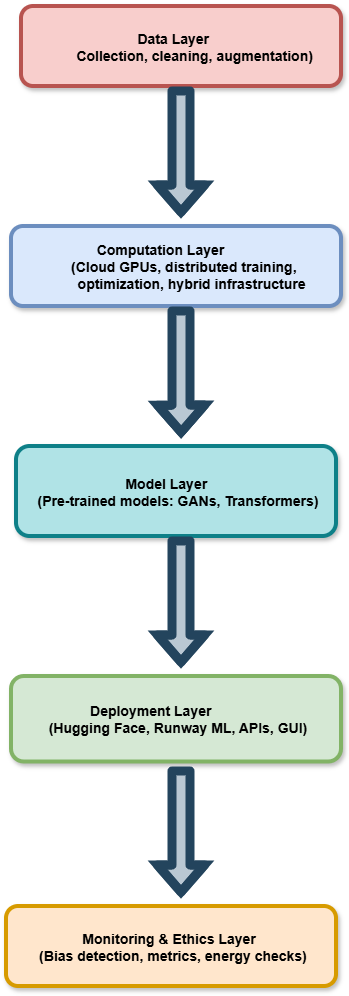 Data Layer
Collection, cleaning, augmentation)
Computation Layer
(Cloud GPUs, distributed training,
optimization, hybrid infrastructure
Model Layer
(Pre-trained models: GANs, Transformers)
Deployment Layer
(Hugging Face, Runway ML, APIs, GUI)
Monitoring & Ethics Layer
(Bias detection, metrics, energy checks)